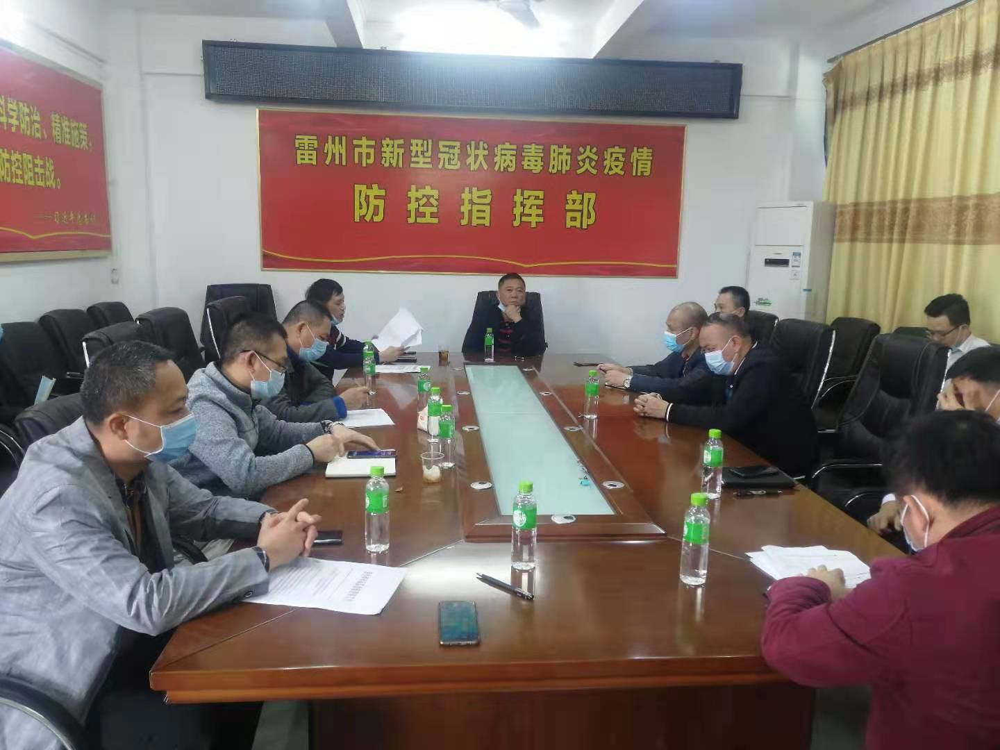 科学防治、精准施策，
防控阻击战。
雷州市新型冠状病毒肺炎疫情
防控指挥部